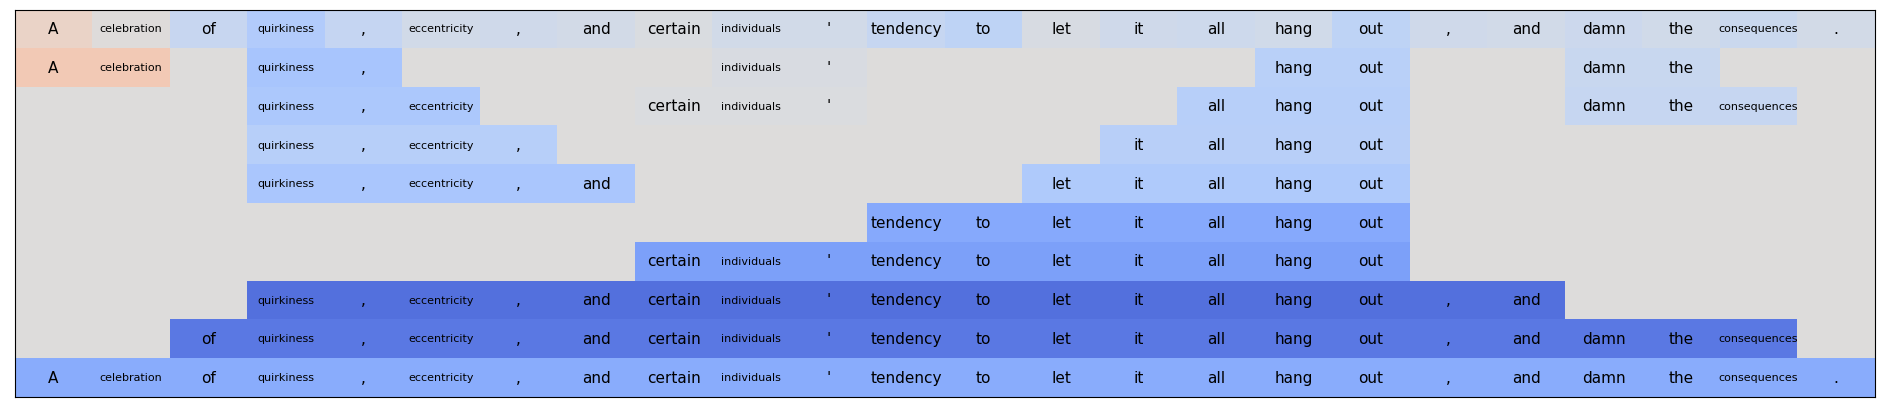 A celebration of quirkiness , eccentricity , and certain individuals ' tendency to let it all hang out , and damn the consequences .
A celebration quirkiness , individuals ' hang out damn the
quirkiness , eccentricity certain individuals ' all hang out damn the consequences
quirkiness , eccentricity , it all hang out
quirkiness , eccentricity , and let it all hang out
tendency to let it all hang out
certain individuals ' tendency to let it all hang out
quirkiness , eccentricity , and certain individuals ' tendency to let it all hang out , and
of quirkiness , eccentricity , and certain individuals ' tendency to let it all hang out , and damn the consequences
A celebration of quirkiness , eccentricity , and certain individuals ' tendency to let it all hang out , and damn the consequences .